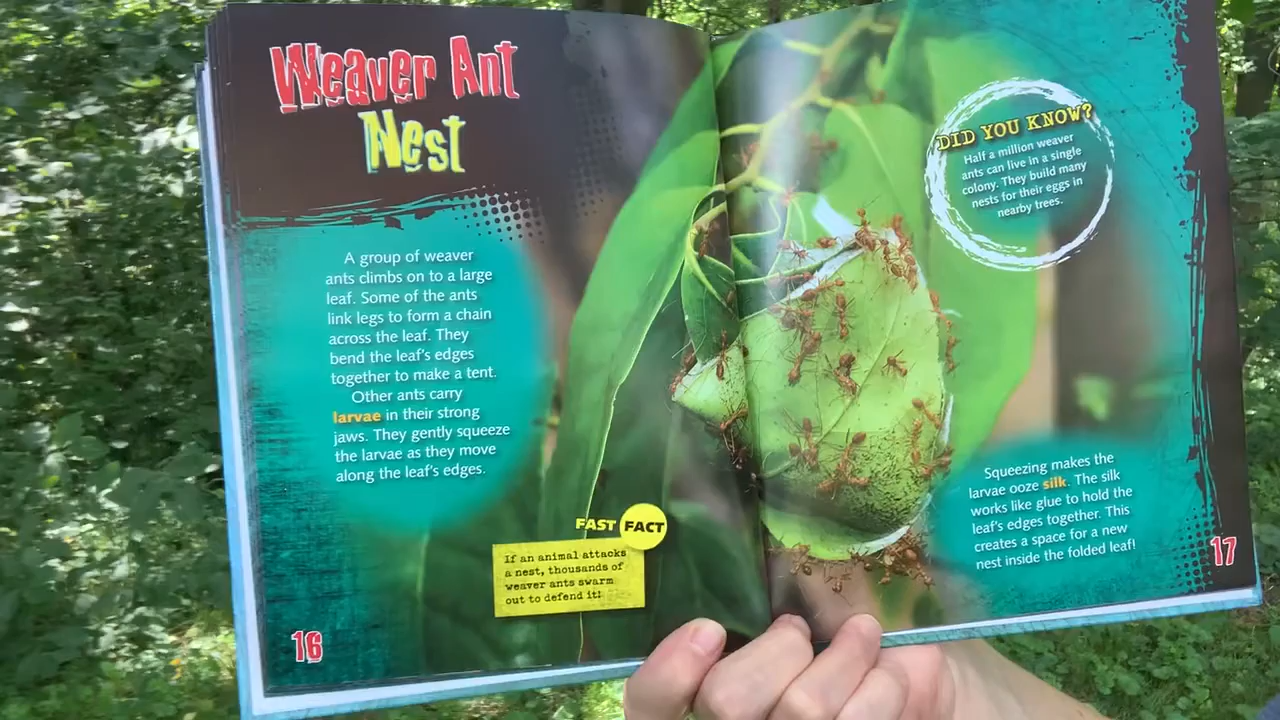 Weaver Ant
Nest
A group of weaver
ants climbs on to a large
leaf. Some of the ants
link legs to form a chain
across the leaf. They
bend the leaf's edges
together to make a tent.
Other ants carry
larvae in their strong
jaws. They gently squeeze
the larvae as they move
along the leaf's edges.
FAST FACT
If an animal attacks
a nest, thousands of
weaver ants swarm
out to defend it!
16
DID YOU KNOW?
Half a million weaver
ants can live in a single
colony. They build many
nests for their eggs in
nearby trees.
Squeezing makes the
larvae ooze silk. The silk
works like glue to hold the
leaf's edges together. This
creates a space for a new
nest inside the folded leaf!
17